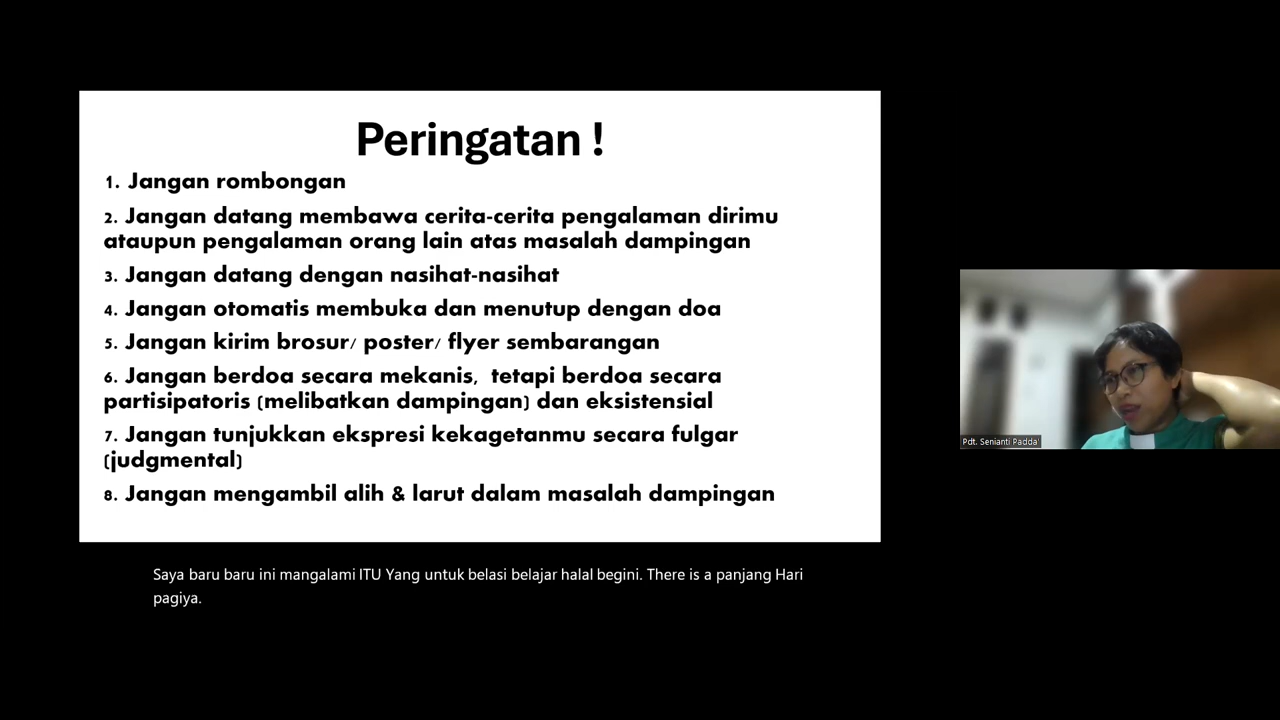 Peringatan !
1. Jangan rombongan
2. Jangan datang membawa cerita-cerita pengalaman dirimu
ataupun pengalaman orang lain atas masalah dampingan
3. Jangan datang dengan nasihat-nasihat
4. Jangan otomatis membuka dan menutup dengan doa
5. Jangan kirim brosur/ poster/ flyer sembarangan
6. Jangan berdoa secara mekanis,  tetapi berdoa secara
partisipatoris (melibatkan dampingan) dan eksistensial
7. Jangan tunjukkan ekspresi kekagetanmu secara fulgar
(judgmental)
8. Jangan mengambil alih & larut dalam masalah dampingan
Pdt. Senianti Padda'
Saya baru baru ini mangalami ITU Yang untuk belasi belajar halal begini. There is a panjang Hari
pagiya.